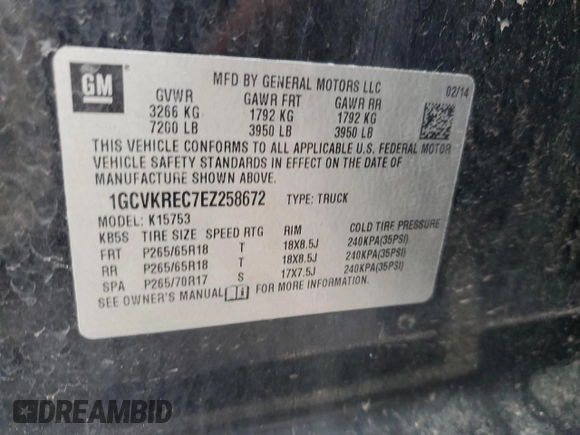 GM
MFD BY GENERAL MOTORS LLC
02/14
GVWR GAWR FRT GAWR RR
3266 KG 1792 KG 1792 KG
7200 LB 3950 LB 3950 LB
THIS VEHICLE CONFORMS TO ALL APPLICABLE U.S. FEDERAL MOTOR
VEHICLE SAFETY STANDARDS IN EFFECT ON THE DATE OF
MANUFACTURE SHOWN ABOVE.
1GCVKREC7EZ258672 TYPE: TRUCK
MODEL: K15753
KB5S TIRE SIZE SPEED RTG RIM COLD TIRE PRESSURE
FRT P265/65R18 T 18X8.5J 240KPA(35PSI)
RR P265/65R18 T 18X8.5J 240KPA(35PSI)
SPA P265/70R17 S 17X7.5J 240KPA(35PSI)
SEE OWNER'S MANUAL FOR MORE INFORMATION.
DREAMBID